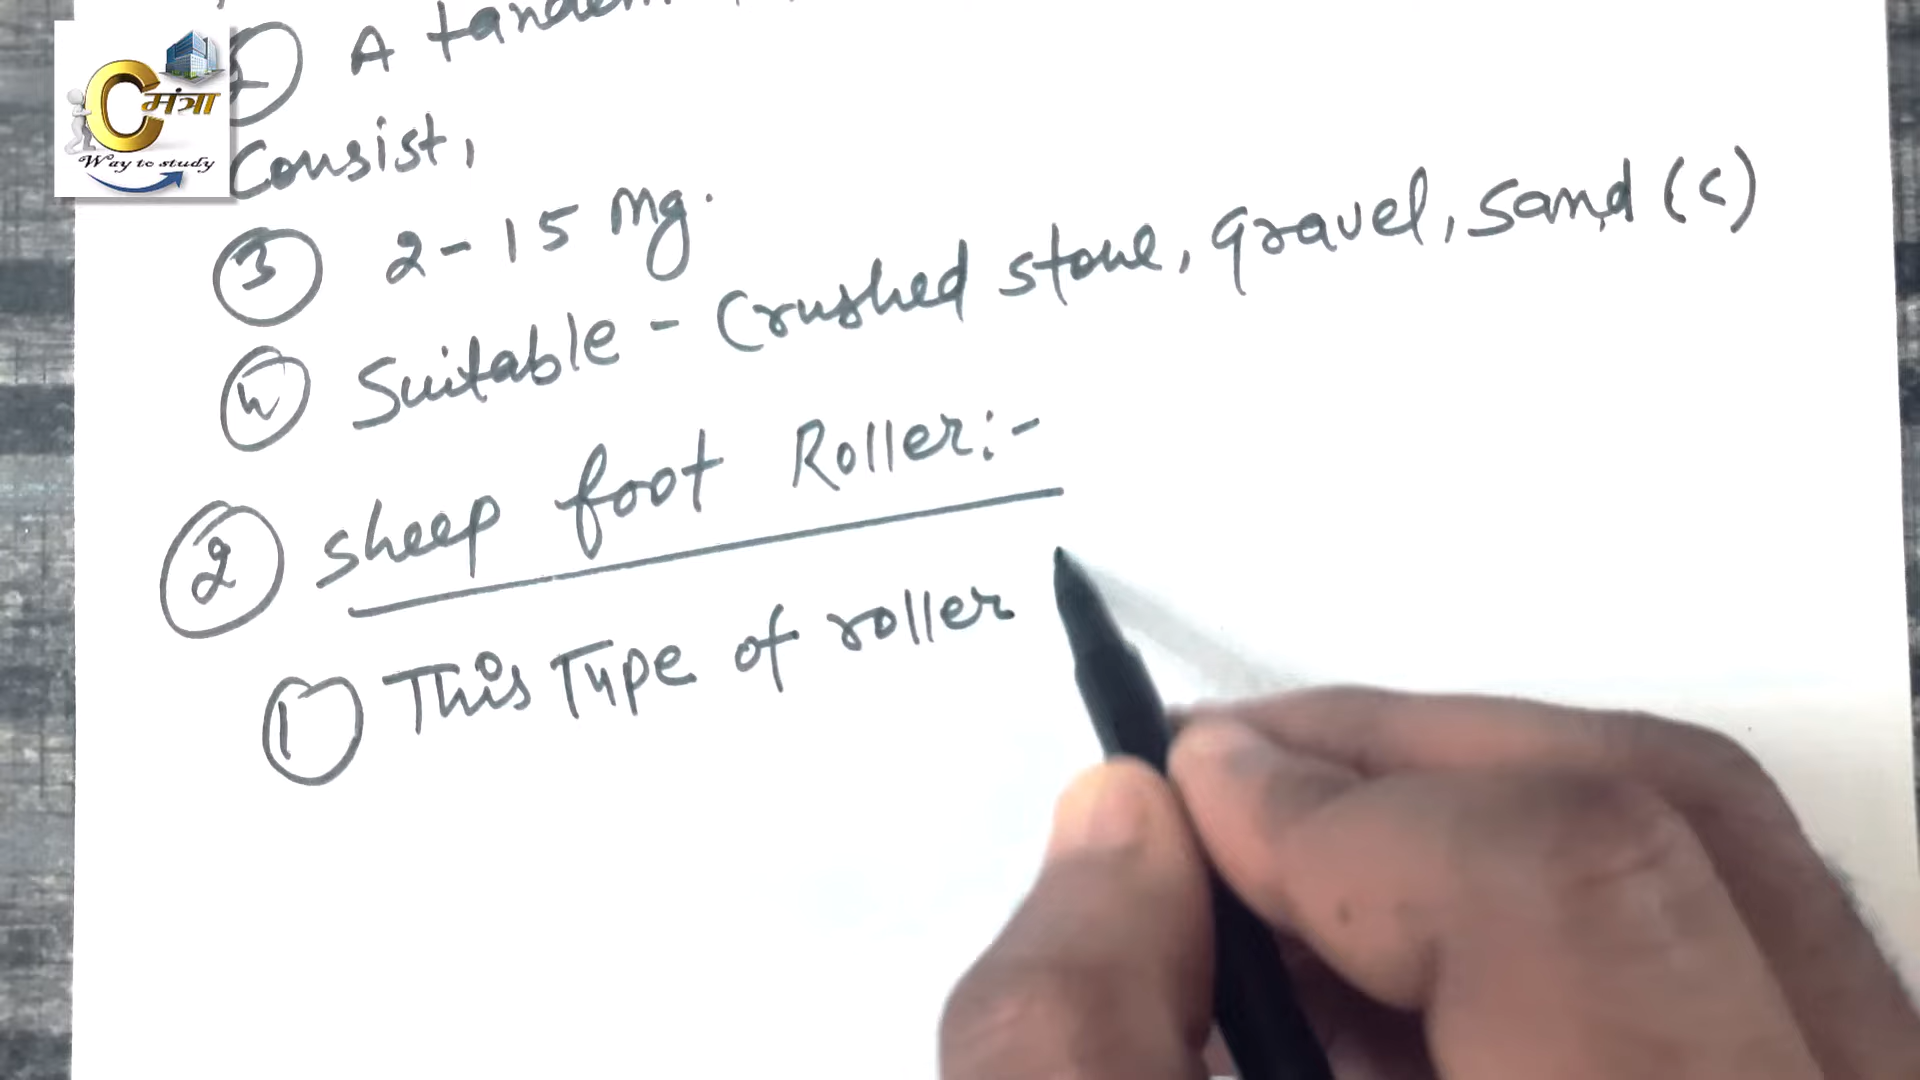 C मंत्रा
Way to study
A tandem
Consist,
③ 2-15 Mg.
④ Suitable - Crushed stone, gravel, sand (c)
② Sheep foot Roller:-
① This Type of roller